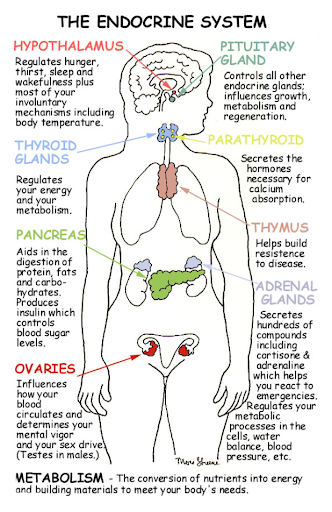 THE ENDOCRINE SYSTEM
HYPOTHALAMUS
Regulates hunger,
thirst, sleep and
wakefulness plus
most of your
involuntary
mechanisms including
body temperature.
PITUITARY
GLAND
Controls all other
endocrine glands;
influences growth,
metabolism and
regeneration.
THYROID
GLANDS
Regulates
your energy
and your
metabolism.
PARATHYROID
Secretes the
hormones
necessary for
calcium
absorption.
THYMUS
Helps build
resistence
to disease.
PANCREAS
Aids in the
digestion of
protein, fats
and carbo-
hydrates.
Produces
insulin which
controls
blood sugar
levels.
ADRENAL
GLANDS
Secretes
hundreds of
compounds
including
cortisone &
adrenaline
which helps
you react to
emergencies.
Regulates your
metabolic
processes in the
cells, water
balance, blood
pressure, etc.
OVARIES
Influences
how your
blood
circulates and
determines your
mental vigor
and your sex drive.
(Testes in males.)
METABOLISM - The conversion of nutrients into energy
and building materials to meet your body's needs.